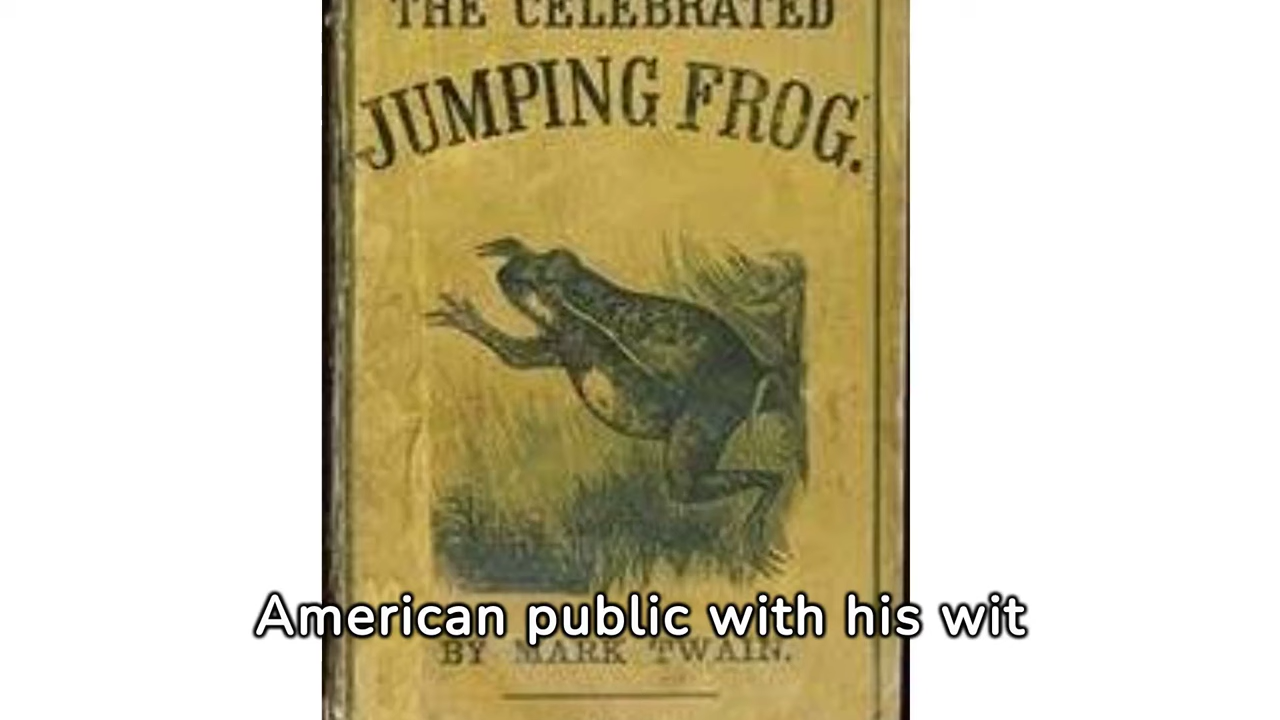 THE CELEBRATED
JUMPING FROG.
American public with his wit
BY MARK TWAIN.